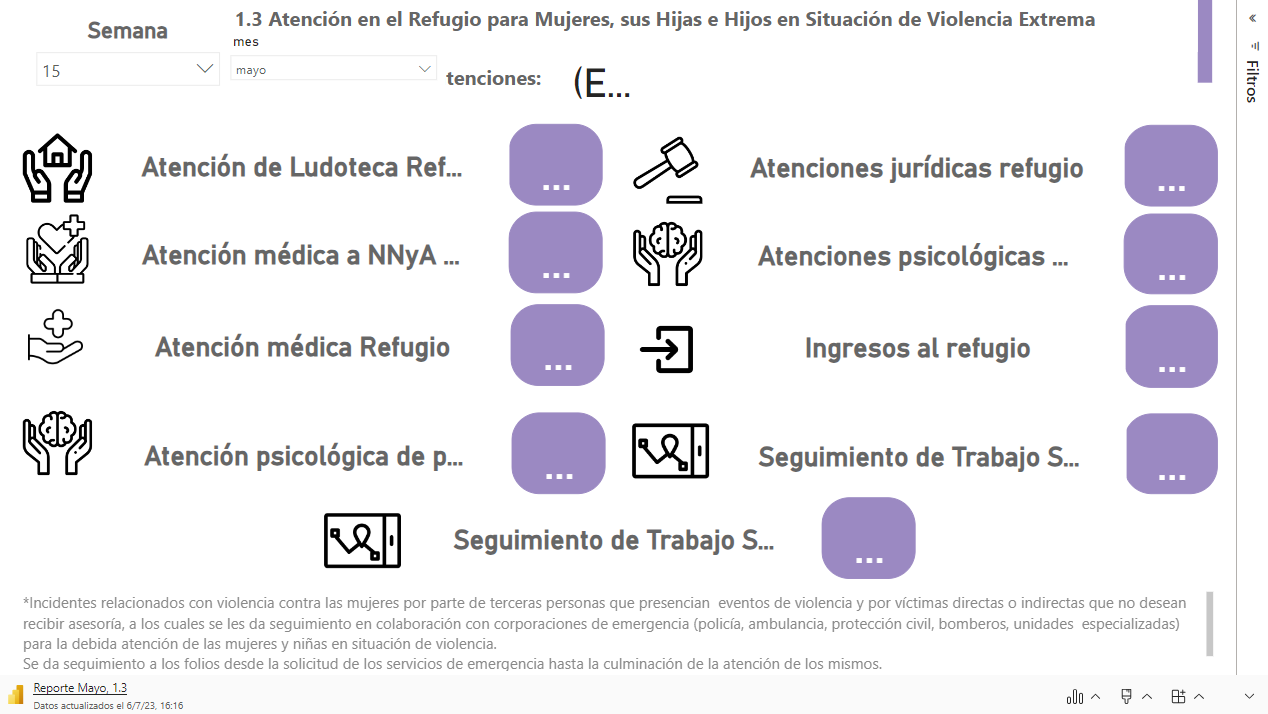 Semana
1.3 Atención en el Refugio para Mujeres, sus Hijas e Hijos en Situación de Violencia Extrema
mes
15
mayo
tenciones:
(E...
Filtros
Atención de Ludoteca Ref...
...
Atenciones jurídicas refugio
...
Atención médica a NNyA ...
...
Atenciones psicológicas ...
...
Atención médica Refugio
...
Ingresos al refugio
...
Atención psicológica de p...
...
Seguimiento de Trabajo S...
...
Seguimiento de Trabajo S...
...
*Incidentes relacionados con violencia contra las mujeres por parte de terceras personas que presencian eventos de violencia y por víctimas directas o indirectas que no desean
recibir asesoría, a los cuales se les da seguimiento en colaboración con corporaciones de emergencia (policía, ambulancia, protección civil, bomberos, unidades especializadas)
para la debida atención de las mujeres y niñas en situación de violencia.
Se da seguimiento a los folios desde la solicitud de los servicios de emergencia hasta la culminación de la atención de los mismos.
Reporte Mayo, 1.3
Datos actualizados el 6/7/23, 16:16